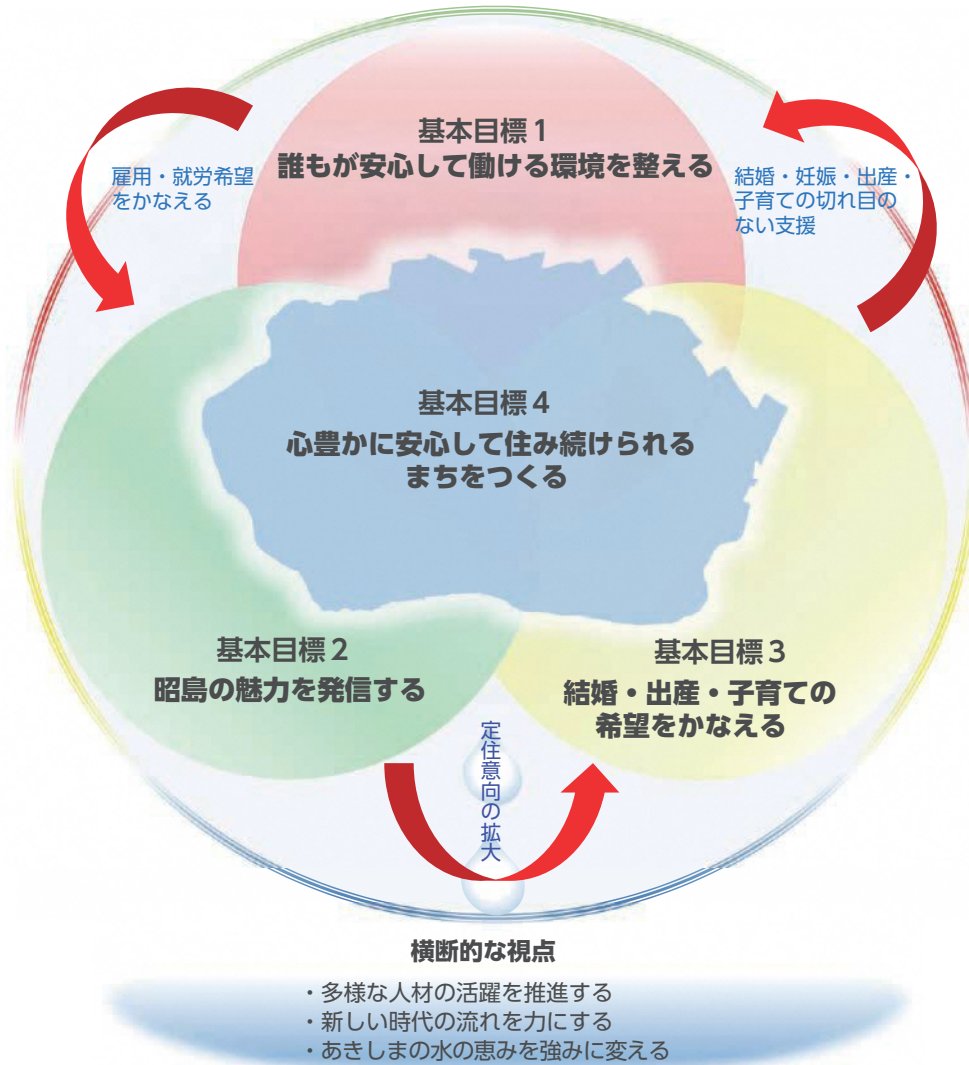 基本目標1
誰もが安心して働ける環境を整える
雇用・就労希望
をかなえる
結婚・妊娠・出産・
子育ての切れ目の
ない支援
基本目標4
心豊かに安心して住み続けられる
まちをつくる
基本目標2
昭島の魅力を発信する
基本目標3
結婚・出産・子育ての
希望をかなえる
定住意向の拡大
横断的な視点
・多様な人材の活躍を推進する
・新しい時代の流れを力にする
・あきしまの水の恵みを強みに変える